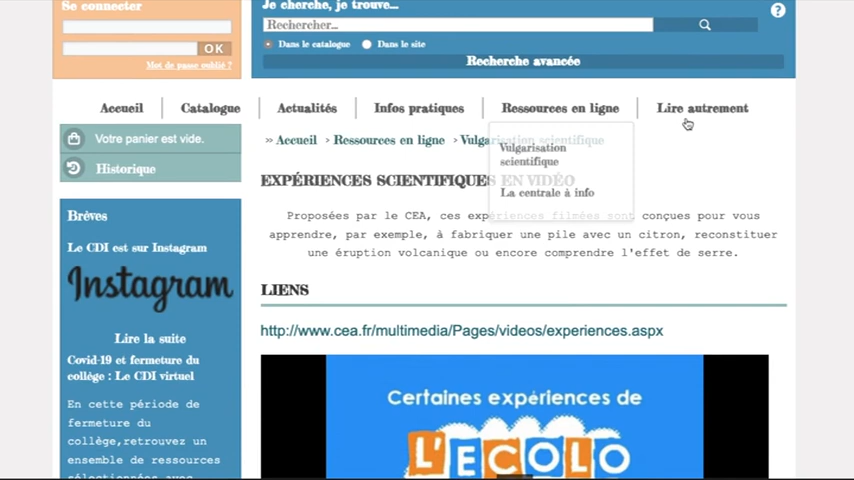 Se connecter
OK
Mot de passe oublié ?
Je cherche, je trouve...
Rechercher...
Dans le catalogue
Dans le site
Recherche avancée
?
Accueil
Catalogue
Actualités
Infos pratiques
Ressources en ligne
Lire autrement
Votre panier est vide.
Historique
Brèves
Le CDI est sur Instagram
Instagram
Lire la suite
Covid-19 et fermeture du
collège : Le CDI virtuel
En cette période de
fermeture du
collège,retrouvez un
ensemble de ressources
sélectionnées avec
›› Accueil › Ressources en ligne › Vulgarisation scientifique
Vulgarisation
scientifique
La centrale à info
EXPÉRIENCES SCIENTIFIQUES EN VIDÉO
Proposées par le CEA, ces expériences filmées sont conçues pour vous
apprendre, par exemple, à fabriquer une pile avec un citron, reconstituer
une éruption volcanique ou encore comprendre l'effet de serre.
LIENS
http://www.cea.fr/multimedia/Pages/videos/experiences.aspx
Certaines expériences de
L'ECOLO